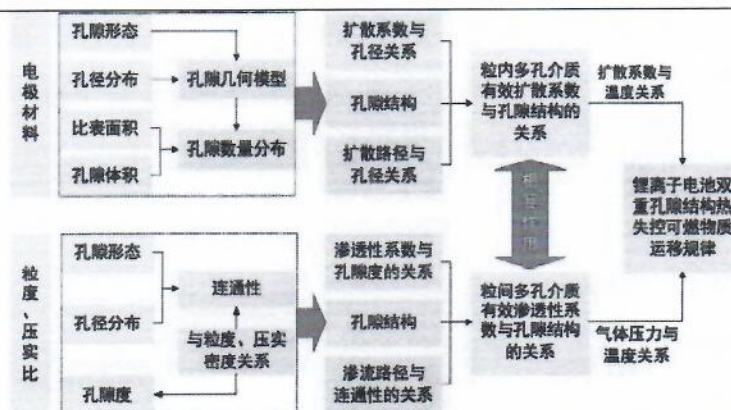 电极材料
孔隙形态
孔径分布
比表面积
孔隙体积
孔隙几何模型
孔隙数量分布
扩散系数与
孔径关系
孔隙结构
扩散路径与
孔径关系
粒内多孔介质
有效扩散系数
与孔隙结构的
关系
扩散系数与
温度关系
相互作用
锂离子电池双
重孔隙结构热
失控可燃物质
运移规律
粒度、压实比
孔隙形态
孔径分布
孔隙度
连通性
与粒度、压实
密度关系
渗透性系数与
孔隙度的关系
孔隙结构
渗流路径与
连通性的关系
粒间多孔介质
有效渗透性系
数与孔隙结构
的关系
气体压力与
温度关系